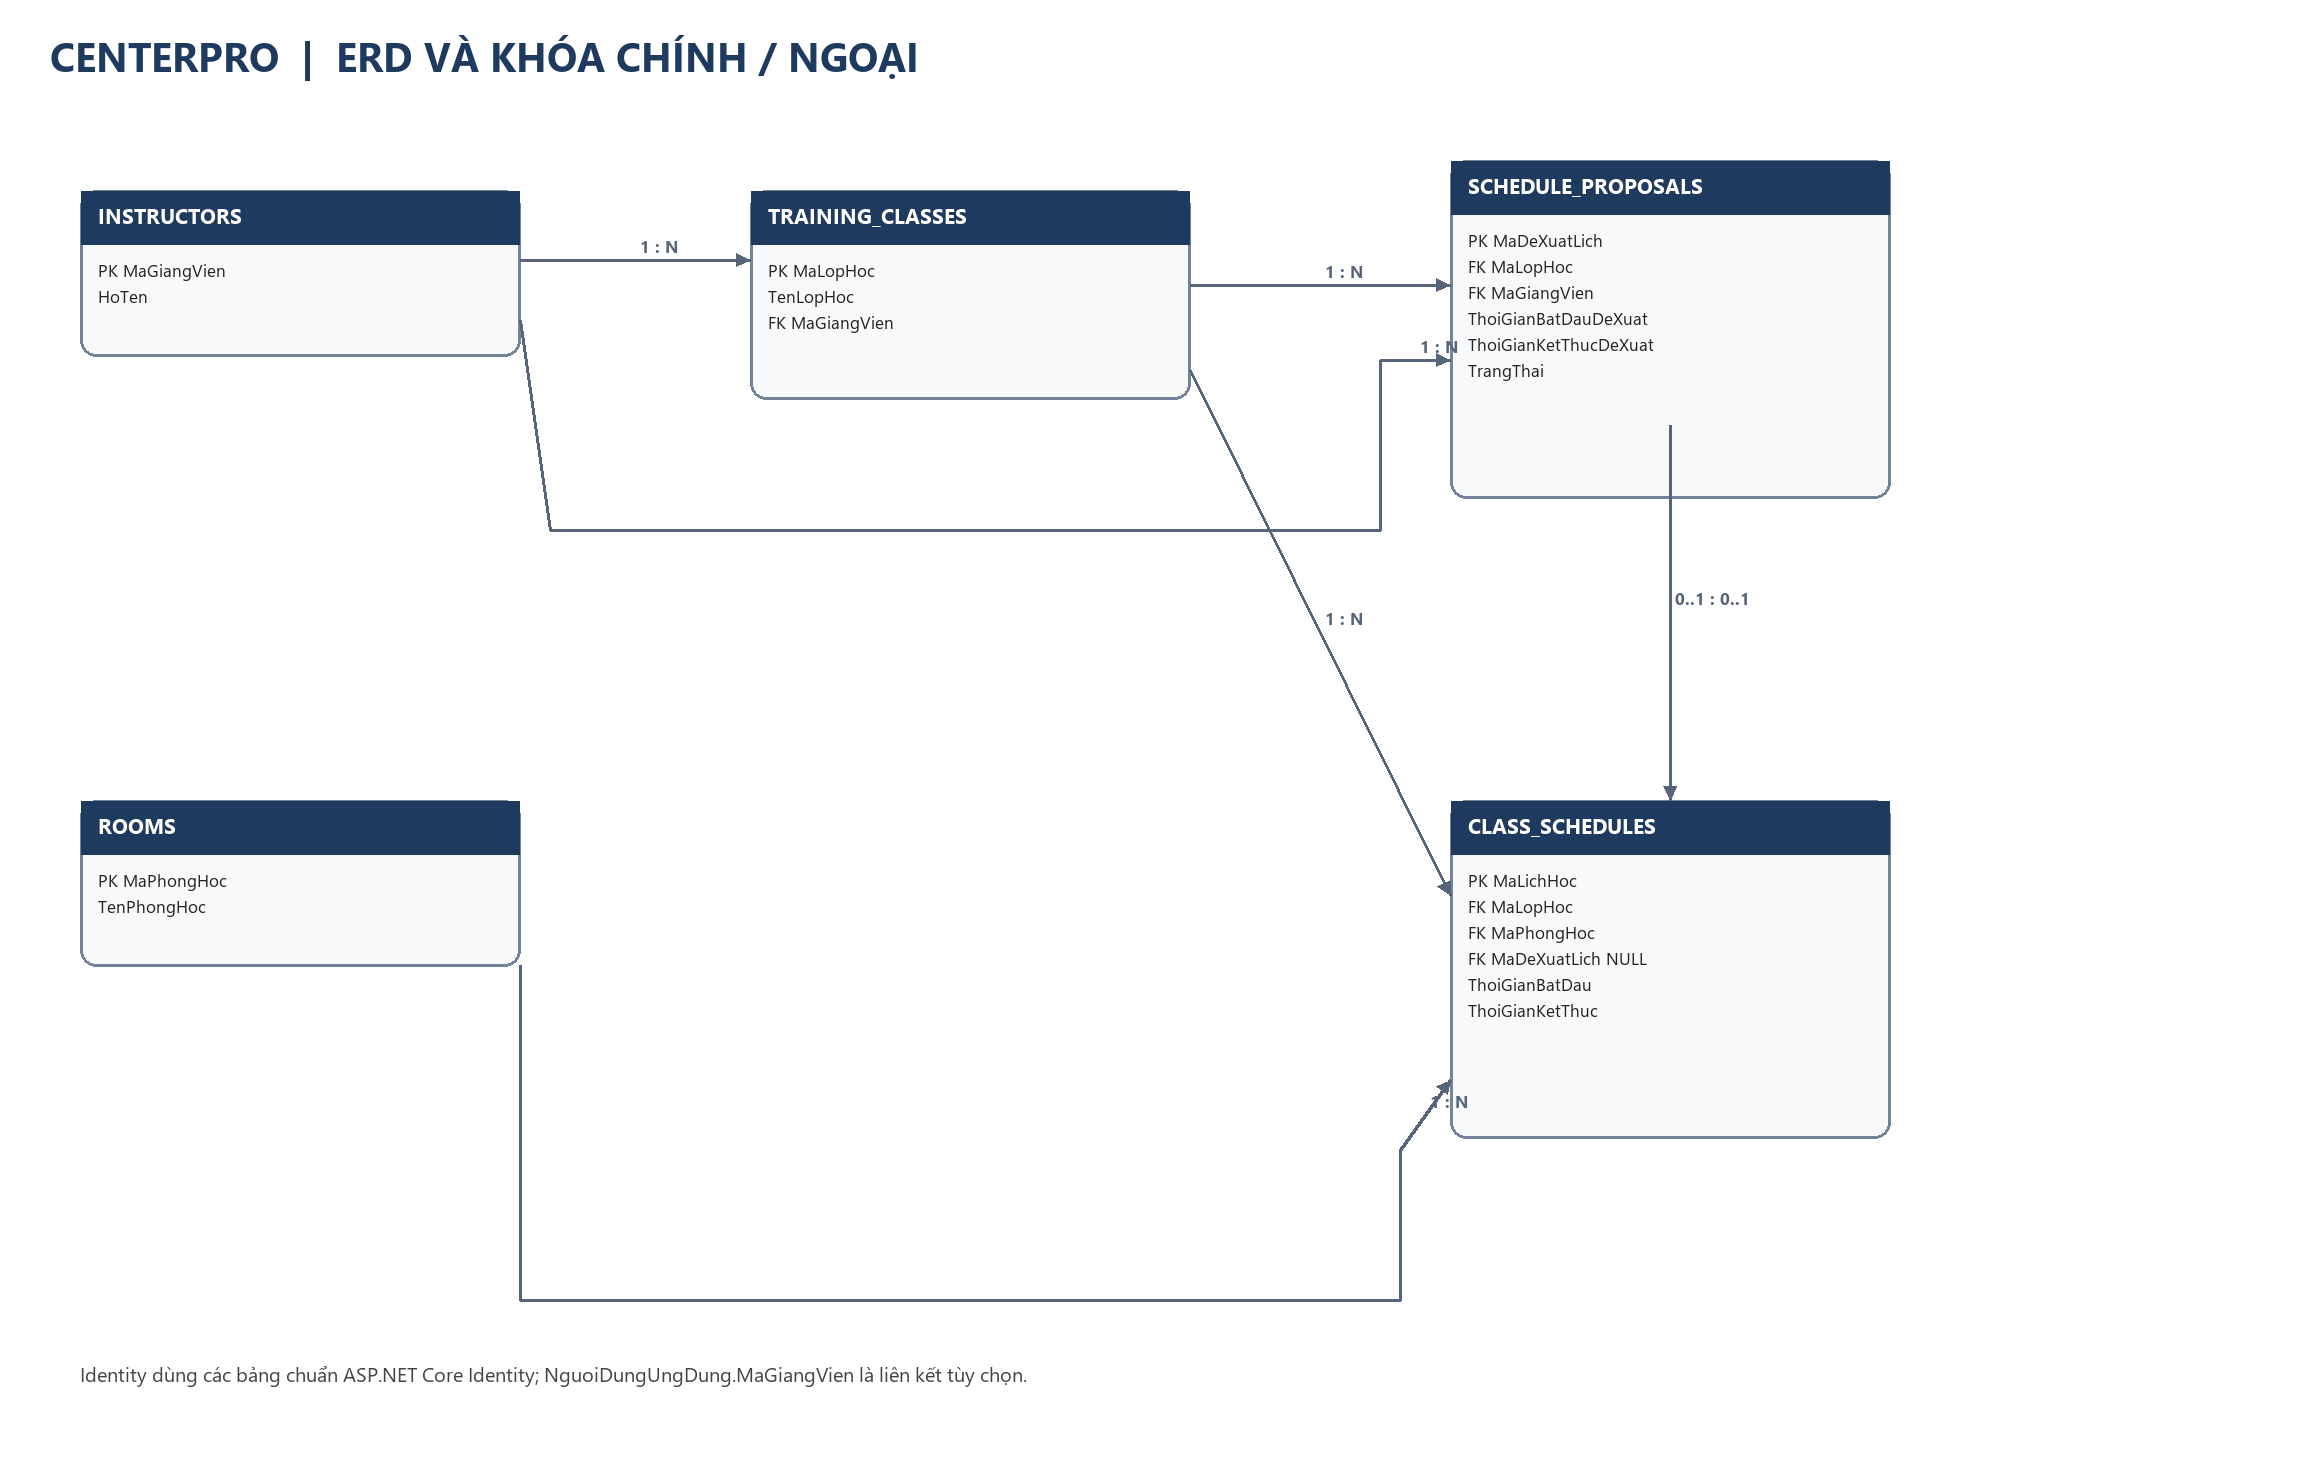 CENTERPRO | ERD VÀ KHÓA CHÍNH / NGOẠI
INSTRUCTORS
PK MaGiangVien
HoTen
1 : N
TRAINING_CLASSES
PK MaLopHoc
TenLopHoc
FK MaGiangVien
1 : N
SCHEDULE_PROPOSALS
PK MaDeXuatLich
FK MaLopHoc
FK MaGiangVien
ThoiGianBatDauDeXuat
ThoiGianKetThucDeXuat
TrangThai
1 : N
1 : N
0..1 : 0..1
ROOMS
PK MaPhongHoc
TenPhongHoc
CLASS_SCHEDULES
PK MaLichHoc
FK MaLopHoc
FK MaPhongHoc
FK MaDeXuatLich NULL
ThoiGianBatDau
ThoiGianKetThuc
1 : N
Identity dùng các bảng chuẩn ASP.NET Core Identity; NguoiDungUngDung.MaGiangVien là liên kết tùy chọn.